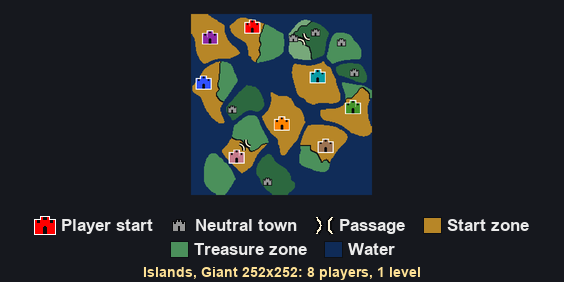 Player start Neutral town Passage Start zone
Treasure zone Water
Islands, Giant 252x252: 8 players, 1 level